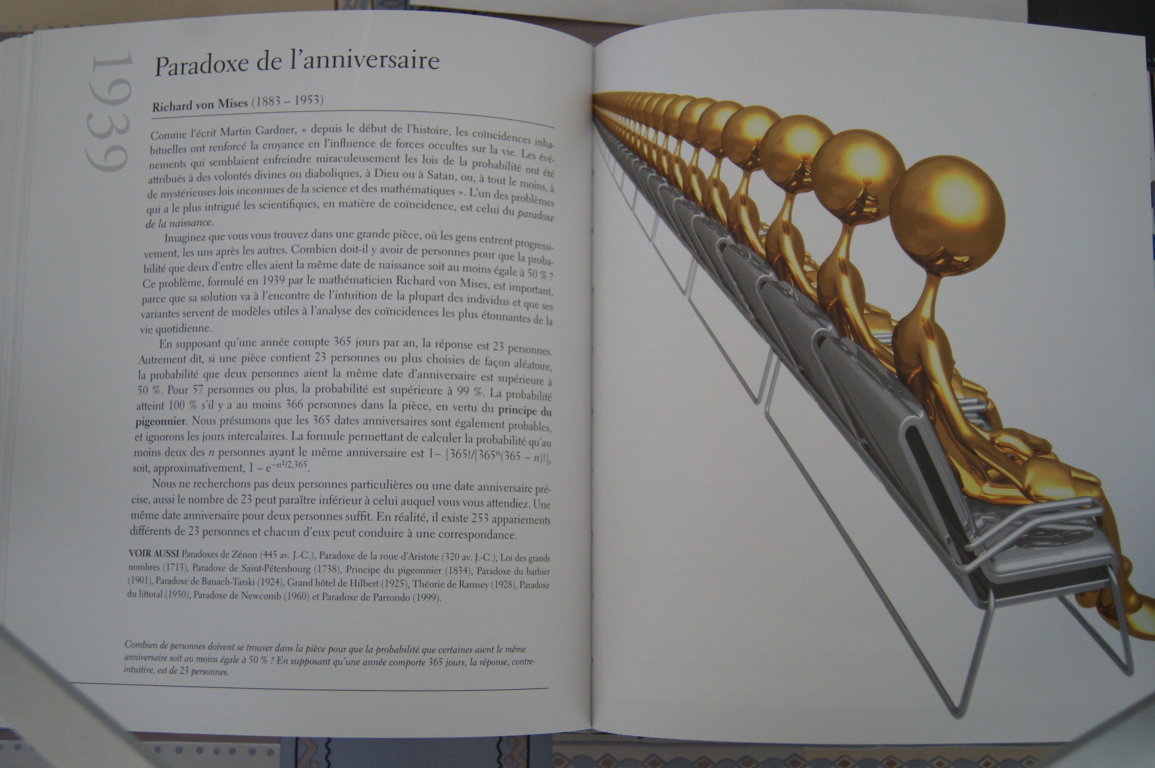 1939
Paradoxe de l'anniversaire
Richard von Mises (1883 – 1953)
Comme l'écrit Martin Gardner, « depuis le début de l'histoire, les coïncidences inha-
bituelles ont renforcé la croyance en l'influence de forces occultes sur la vie. Les évé-
nements qui semblaient enfreindre miraculeusement les lois de la probabilité ont été
attribués à des volontés divines ou diaboliques, à Dieu ou à Satan, ou, à tout le moins, à
de mystérieuses lois inconnues de la science et des mathématiques ». L'un des problèmes
qui a le plus intrigué les scientifiques, en matière de coïncidence, est celui du paradoxe
de la naissance.
Imaginez que vous vous trouvez dans une grande pièce, où les gens entrent progressi-
vement, les uns après les autres. Combien doit-il y avoir de personnes pour que la proba-
bilité que deux d'entre elles aient la même date de naissance soit au moins égale à 50 % ?
Ce problème, formulé en 1939 par le mathématicien Richard von Mises, est important,
parce que sa solution va à l'encontre de l'intuition de la plupart des individus et que ses
variantes servent de modèles utiles à l'analyse des coïncidences les plus étonnantes de la
vie quotidienne.
En supposant qu'une année compte 365 jours par an, la réponse est 23 personnes.
Autrement dit, si une pièce contient 23 personnes ou plus choisies de façon aléatoire,
la probabilité que deux personnes aient la même date d'anniversaire est supérieure à
50 %. Pour 57 personnes ou plus, la probabilité est supérieure à 99 %. La probabilité
atteint 100 % s'il y a au moins 366 personnes dans la pièce, en vertu du principe du
pigeonnier. Nous présumons que les 365 dates anniversaires sont également probables,
et ignorons les jours intercalaires. La formule permettant de calculer la probabilité qu'au
moins deux des n personnes ayant le même anniversaire est 1– [365!/[365ⁿ(365 – n)!],
soit, approximativement, 1 – e^–n²/2,365.
Nous ne recherchons pas deux personnes particulières ou une date anniversaire pré-
cise, aussi le nombre de 23 peut paraître inférieur à celui auquel vous vous attendiez. Une
même date anniversaire pour deux personnes suffit. En réalité, il existe 253 appariements
différents de 23 personnes et chacun d'eux peut conduire à une correspondance.
VOIR AUSSI Paradoxes de Zénon (445 av. J.-C.), Paradoxe de la roue d'Aristote (320 av. J.-C.), Loi des grands
nombres (1713), Paradoxe de Saint-Pétersbourg (1738), Principe du pigeonnier (1834), Paradoxe du barbier
(1901), Paradoxe de Banach-Tarski (1924), Grand hôtel de Hilbert (1925), Théorie de Ramsey (1928), Paradoxe
du littoral (1950), Paradoxe de Newcomb (1960) et Paradoxe de Parrondo (1999).
Combien de personnes doivent se trouver dans la pièce pour que la probabilité que certaines aient le même
anniversaire soit au moins égale à 50 % ? En supposant qu'une année comporte 365 jours, la réponse, contre-
intuitive, est de 23 personnes.